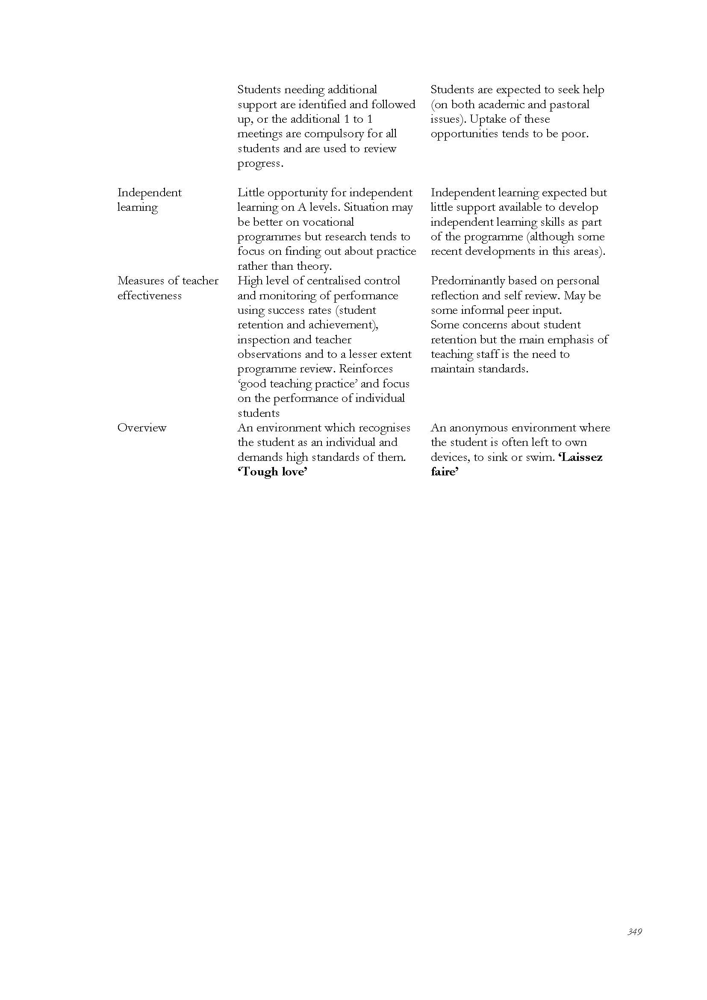 Students needing additional
support are identified and followed
up, or the additional 1 to 1
meetings are compulsory for all
students and are used to review
progress.
Students are expected to seek help
(on both academic and pastoral
issues). Uptake of these
opportunities tends to be poor.
Independent
learning
Little opportunity for independent
learning on A levels. Situation may
be better on vocational
programmes but research tends to
focus on finding out about practice
rather than theory.
Independent learning expected but
little support available to develop
independent learning skills as part
of the programme (although some
recent developments in this areas).
Measures of teacher
effectiveness
High level of centralised control
and monitoring of performance
using success rates (student
retention and achievement),
inspection and teacher
observations and to a lesser extent
programme review. Reinforces
‘good teaching practice’ and focus
on the performance of individual
students
Predominantly based on personal
reflection and self review. May be
some informal peer input.
Some concerns about student
retention but the main emphasis of
teaching staff is the need to
maintain standards.
Overview
An environment which recognises
the student as an individual and
demands high standards of them.
‘Tough love’
An anonymous environment where
the student is often left to own
devices, to sink or swim. ‘Laissez
faire’
349